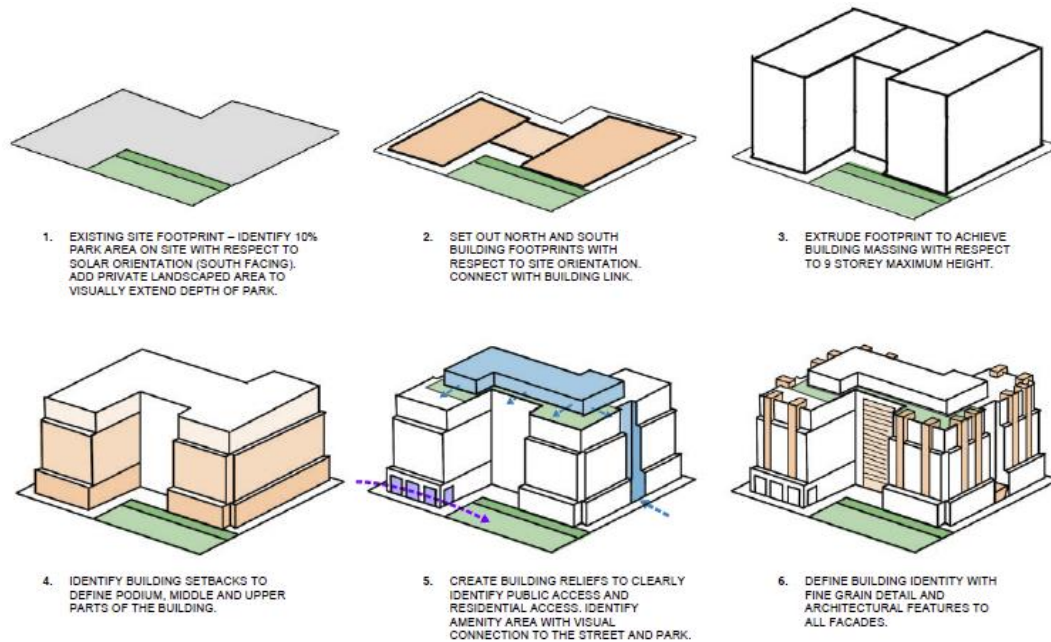 1. EXISTING SITE FOOTPRINT – IDENTIFY 10%
PARK AREA ON SITE WITH RESPECT TO
SOLAR ORIENTATION (SOUTH FACING).
ADD PRIVATE LANDSCAPED AREA TO
VISUALLY EXTEND DEPTH OF PARK.
2. SET OUT NORTH AND SOUTH
BUILDING FOOTPRINTS WITH
RESPECT TO SITE ORIENTATION.
CONNECT WITH BUILDING LINK.
3. EXTRUDE FOOTPRINT TO ACHIEVE
BUILDING MASSING WITH RESPECT
TO 9 STOREY MAXIMUM HEIGHT.
4. IDENTIFY BUILDING SETBACKS TO
DEFINE PODIUM, MIDDLE AND UPPER
PARTS OF THE BUILDING.
5. CREATE BUILDING RELIEFS TO CLEARLY
IDENTIFY PUBLIC ACCESS AND
RESIDENTIAL ACCESS. IDENTIFY
AMENITY AREA WITH VISUAL
CONNECTION TO THE STREET AND PARK.
6. DEFINE BUILDING IDENTITY WITH
FINE GRAIN DETAIL AND
ARCHITECTURAL FEATURES TO
ALL FACADES.